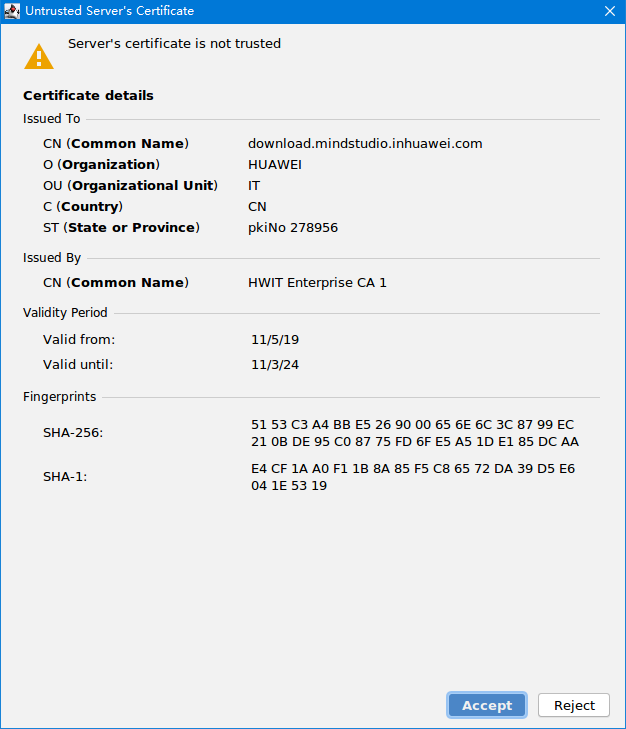 Untrusted Server's Certificate
Server's certificate is not trusted
Certificate details
Issued To
CN (Common Name) download.mindstudio.inhuawei.com
O (Organization) HUAWEI
OU (Organizational Unit) IT
C (Country) CN
ST (State or Province) pkiNo 278956
Issued By
CN (Common Name) HWIT Enterprise CA 1
Validity Period
Valid from: 11/5/19
Valid until: 11/3/24
Fingerprints
SHA-256: 51 53 C3 A4 BB E5 26 90 00 65 6E 6C 3C 87 99 EC
21 0B DE 95 C0 87 75 FD 6F E5 A5 1D E1 85 DC AA
SHA-1: E4 CF 1A A0 F1 1B 8A 85 F5 C8 65 72 DA 39 D5 E6
04 1E 53 19
Accept Reject